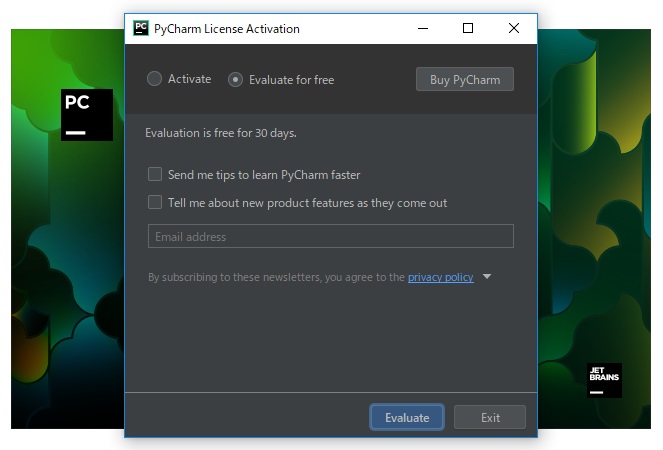 PC PyCharm License Activation
PC
Activate Evaluate for free Buy PyCharm
Evaluation is free for 30 days.
Send me tips to learn PyCharm faster
Tell me about new product features as they come out
Email address
By subscribing to these newsletters, you agree to the privacy policy
JET
BRAINS
Evaluate Exit